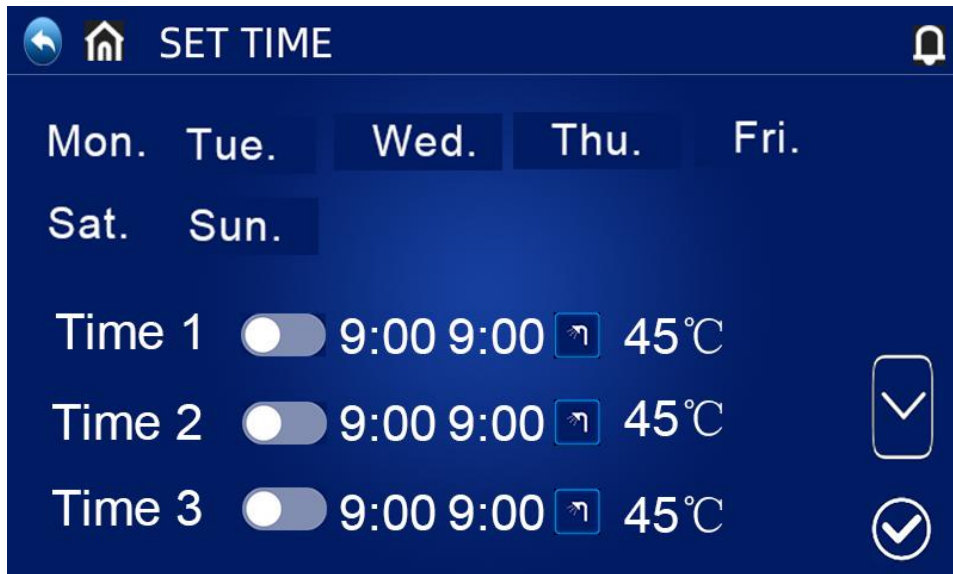 SET TIME
Mon. Tue. Wed. Thu. Fri.
Sat. Sun.
Time 1 9:00 9:00 45℃
Time 2 9:00 9:00 45℃
Time 3 9:00 9:00 45℃